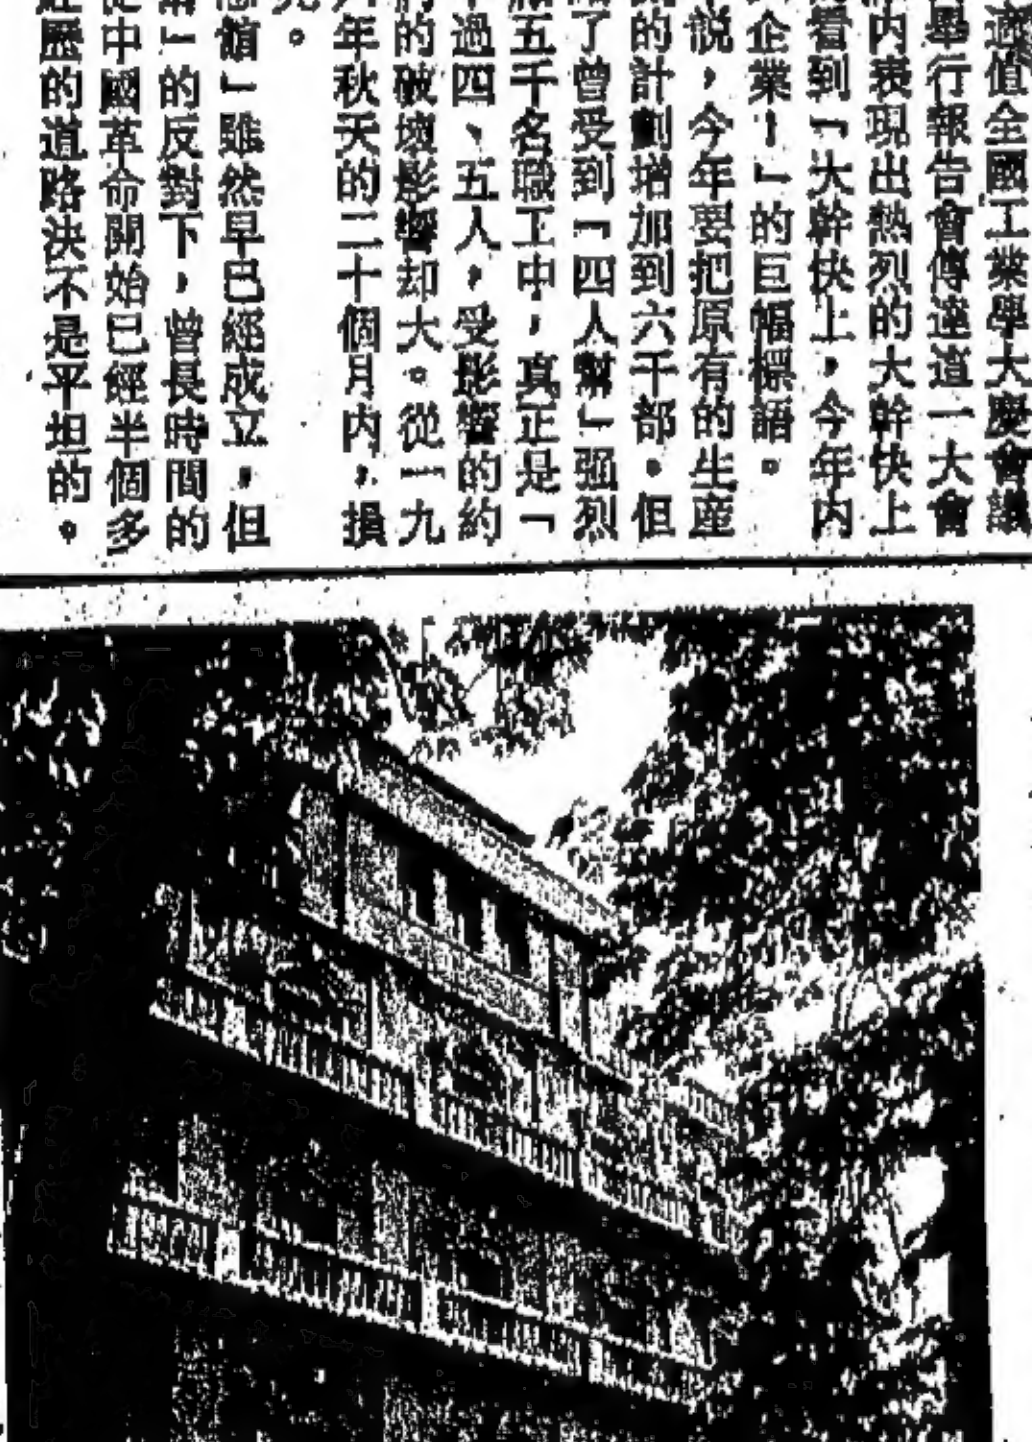 適值全國工業學大慶會議
舉行報告會傳達這一大會
內表現出熱烈的大幹快上
看到「大幹快上，今年內
企業！」的巨幅標語。
說，今年要把原有的生産
的計劃增加到六千部。但
了曾受到「四人幫」强烈
五千名職工中，真正是「
過四、五人，受影響的約
的破壞影響却大。從一九
年秋天的二十個月內，損
。
館」雖然早已經成立，但
」的反對下，曾長時間的
從中國革命開始已經半個多
歷的道路決不是平坦的。